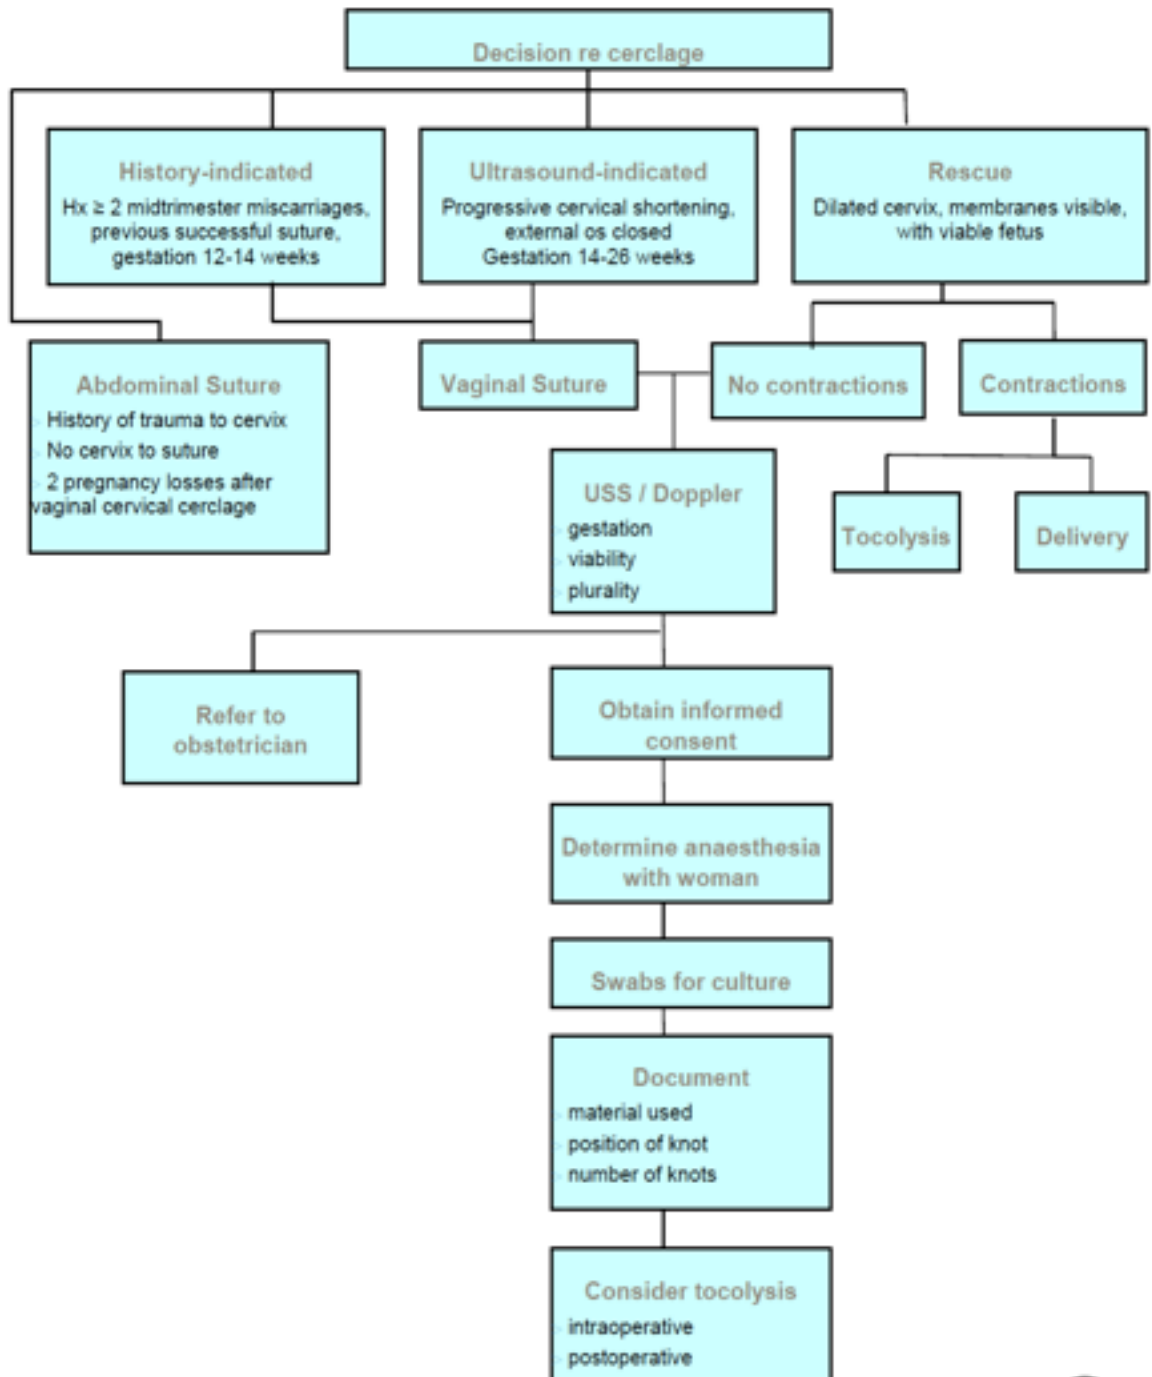 Decision re cerclage
History-indicated
Hx ≥ 2 midtrimester miscarriages,
previous successful suture,
gestation 12-14 weeks
Ultrasound-indicated
Progressive cervical shortening,
external os closed
Gestation 14-26 weeks
Rescue
Dilated cervix, membranes visible,
with viable fetus
Abdominal Suture
History of trauma to cervix
No cervix to suture
2 pregnancy losses after
vaginal cervical cerclage
Vaginal Suture
No contractions
Contractions
USS / Doppler
gestation
viability
plurality
Tocolysis
Delivery
Refer to
obstetrician
Obtain informed
consent
Determine anaesthesia
with woman
Swabs for culture
Document
material used
position of knot
number of knots
Consider tocolysis
intraoperative
postoperative